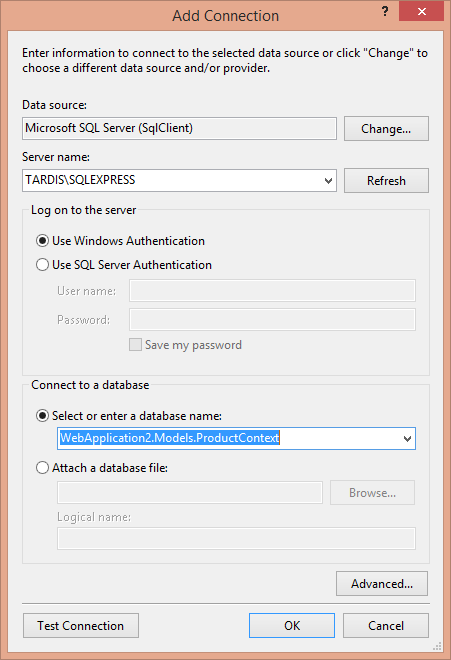 Add Connection
?
Enter information to connect to the selected data source or click "Change" to
choose a different data source and/or provider.
Data source:
Microsoft SQL Server (SqlClient)
Change...
Server name:
TARDIS\SQLEXPRESS
Refresh
Log on to the server
Use Windows Authentication
Use SQL Server Authentication
User name:
Password:
Save my password
Connect to a database
Select or enter a database name:
WebApplication2.Models.ProductContext
Attach a database file:
Browse...
Logical name:
Advanced...
Test Connection
OK
Cancel